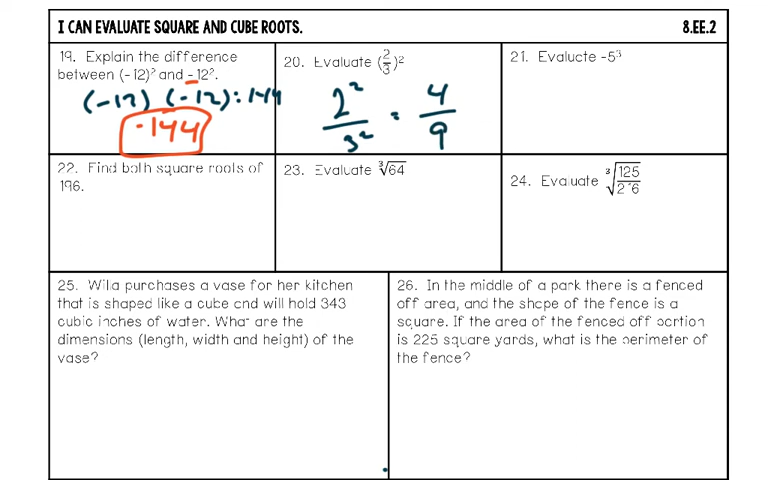 I CAN EVALUATE SQUARE AND CUBE ROOTS. 8.EE.2
19. Explain the difference
between (-12)² and -12².
(-12) (-12) = 144
-144
20. Evaluate (2/3)²
2²/3² = 4/9
21. Evaluate -5³
22. Find both square roots of
196.
23. Evaluate ³√64
24. Evaluate ³√125/216
25. Willa purchases a vase for her kitchen
that is shaped like a cube and will hold 343
cubic inches of water. What are the
dimensions (length, width and height) of the
vase?
26. In the middle of a park there is a fenced
off area, and the shape of the fence is a
square. If the area of the fenced off portion
is 225 square yards, what is the perimeter of
the fence?